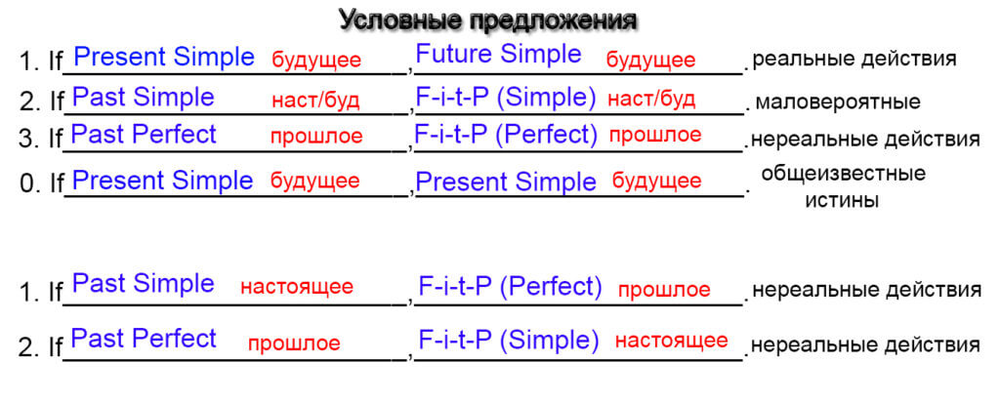 Условные предложения
1. If Present Simple будущее, Future Simple будущее. реальные действия
2. If Past Simple наст/буд, F-i-t-P (Simple) наст/буд. маловероятные
3. If Past Perfect прошлое, F-i-t-P (Perfect) прошлое. нереальные действия
0. If Present Simple будущее, Present Simple будущее. общеизвестные
истины
1. If Past Simple настоящее, F-i-t-P (Perfect) прошлое. нереальные действия
2. If Past Perfect прошлое, F-i-t-P (Simple) настоящее. нереальные действия